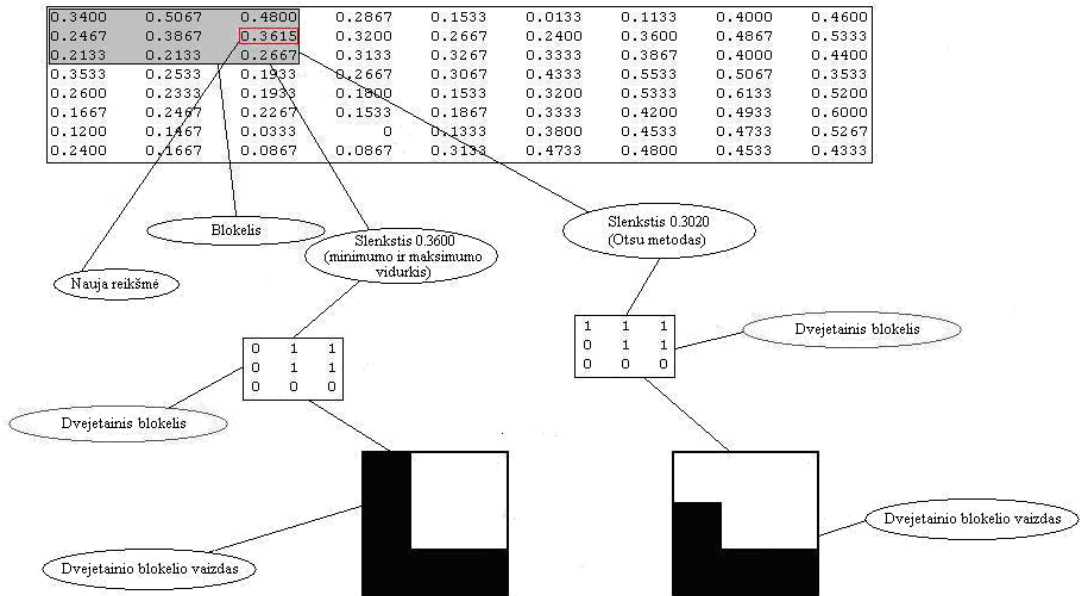 0.3400 0.5067 0.4800 0.2867 0.1533 0.0133 0.1133 0.4000 0.4600
0.2467 0.3867 0.3615 0.3200 0.2667 0.2400 0.3600 0.4867 0.5333
0.2133 0.2133 0.2667 0.3133 0.3267 0.3333 0.3867 0.4000 0.4400
0.3533 0.2533 0.1933 0.2667 0.3067 0.4333 0.5533 0.5067 0.3533
0.2600 0.2333 0.1933 0.1800 0.1533 0.3200 0.5333 0.6133 0.5200
0.1667 0.2467 0.2267 0.1533 0.1867 0.3333 0.4200 0.4933 0.6000
0.1200 0.1467 0.0333 0 0.1333 0.3800 0.4533 0.4733 0.5267
0.2400 0.1667 0.0867 0.0867 0.3133 0.4733 0.4800 0.4533 0.4333
Blokelis
Slenkstis 0.3020
(Otsu metodas)
Slenkstis 0.3600
(minimumo ir maksimumo
vidurkis)
Nauja reikšmė
1 1 1
0 1 1
0 0 0
Dvejetainis blokelis
0 1 1
0 1 1
0 0 0
Dvejetainis blokelis
Dvejetainio blokelio vaizdas
Dvejetainio blokelio vaizdas